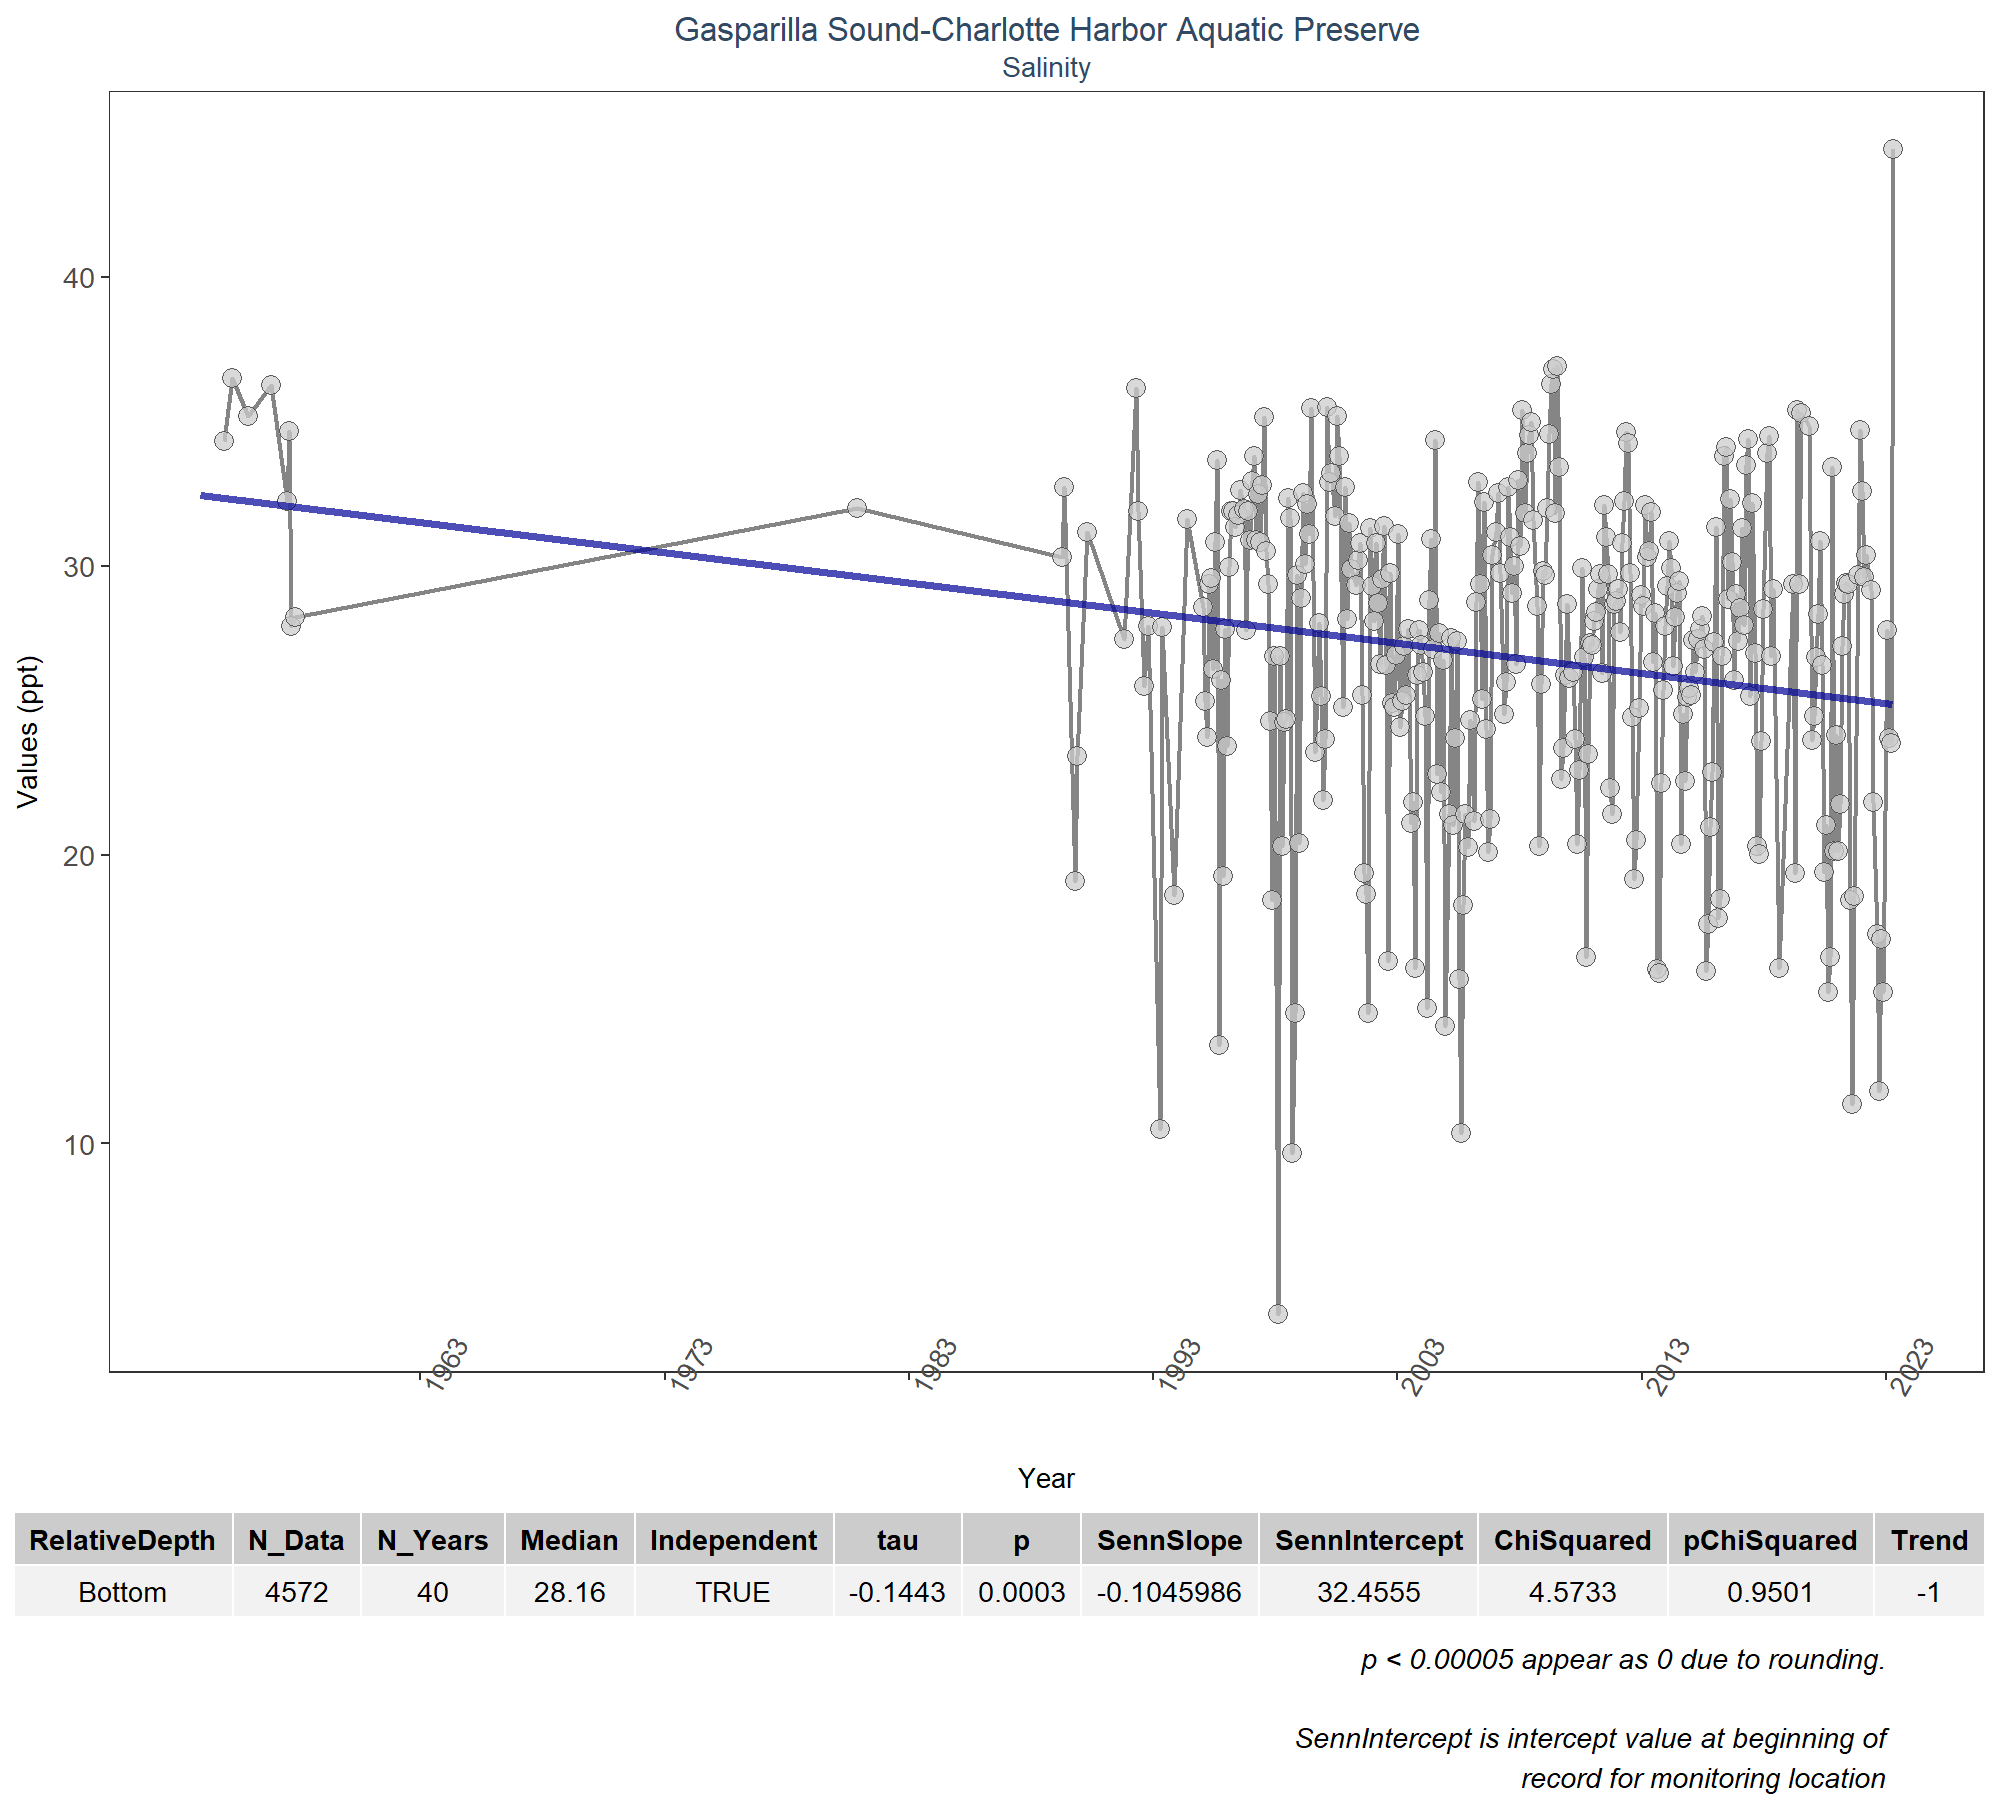 Gasparilla Sound-Charlotte Harbor Aquatic Preserve
Salinity
Values (ppt)
40
30
20
10
1963
1973
1983
1993
2003
2013
2023
Year
RelativeDepth N_Data N_Years Median Independent tau p SennSlope SennIntercept ChiSquared pChiSquared Trend
Bottom 4572 40 28.16 TRUE -0.1443 0.0003 -0.1045986 32.4555 4.5733 0.9501 -1
p < 0.00005 appear as 0 due to rounding.
SennIntercept is intercept value at beginning of
record for monitoring location